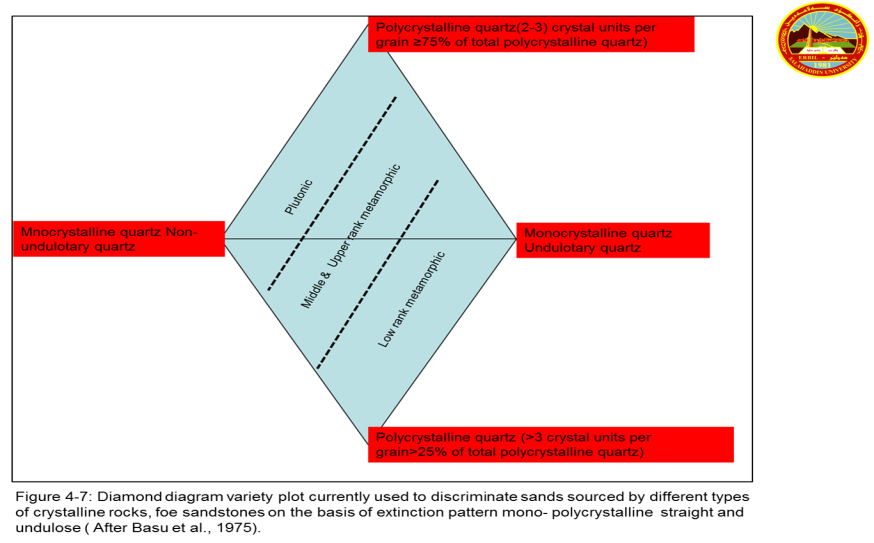 Polycrystalline quartz(2-3) crystal units per
grain ≥75% of total polycrystalline quartz)
Plutonic
Middle & Upper rank metamorphic
Mnocrystalline quartz Non-
undulotary quartz
Monocrystalline quartz
Undulotary quartz
Low rank metamorphic
Polycrystalline quartz (>3 crystal units per
grain>25% of total polycrystalline quartz)
Figure 4-7: Diamond diagram variety plot currently used to discriminate sands sourced by different types
of crystalline rocks, foe sandstones on the basis of extinction pattern mono- polycrystalline straight and
undulose ( After Basu et al., 1975).
1981
SALAHADDIN UNIVERSITY